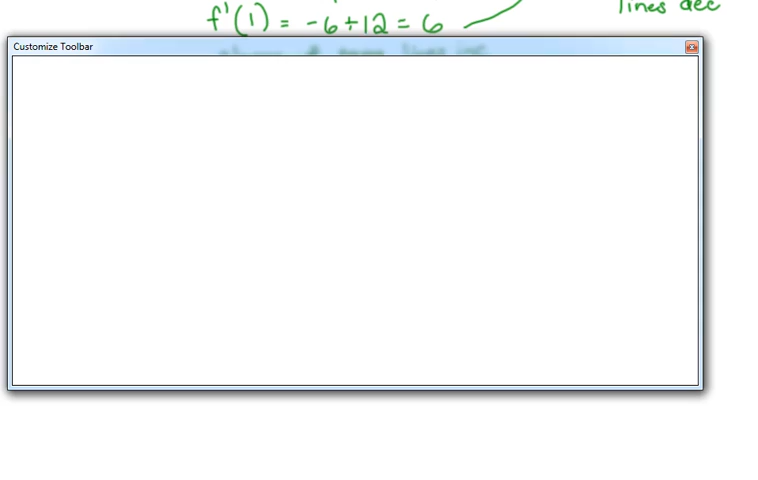 lines dec
f'(1) = -6+12 = 6
Customize Toolbar